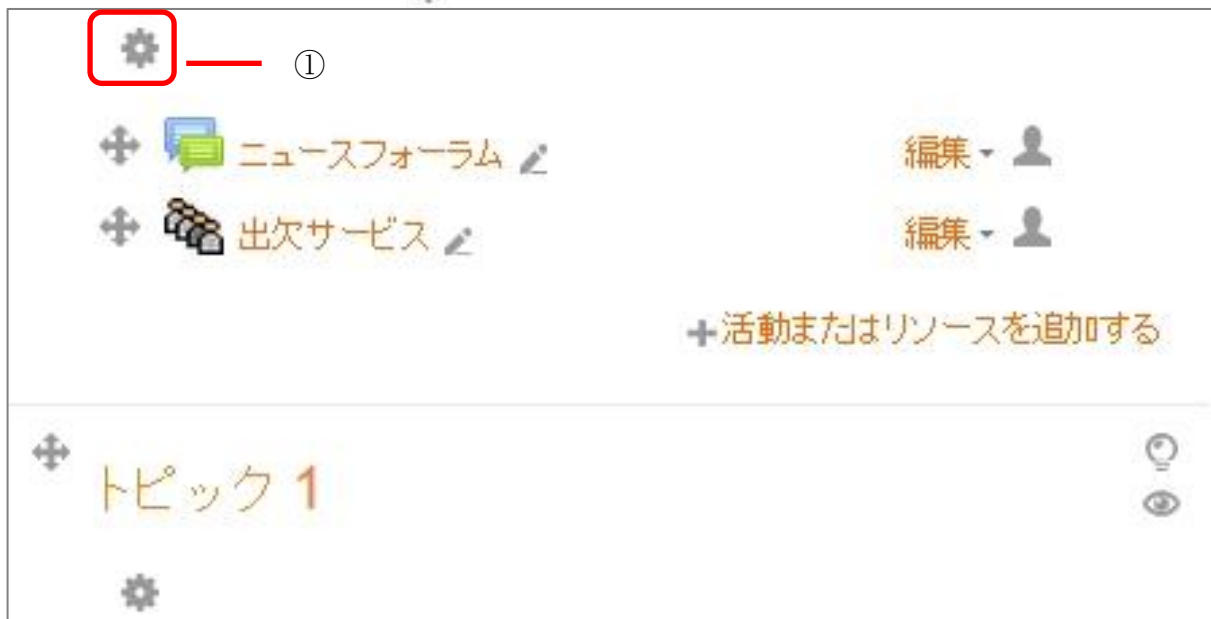 ①
ニュースフォーラム 編集
出欠サービス 編集
活動またはリソースを追加する
トピック 1